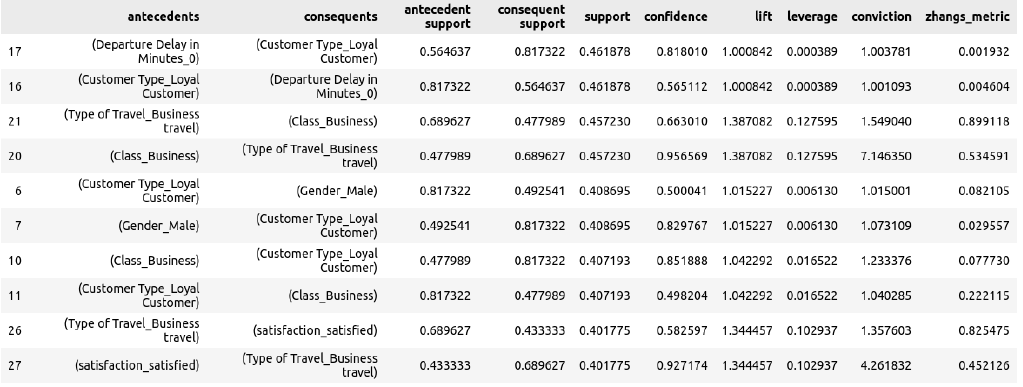 antecedents consequents antecedent support consequent support support confidence lift leverage conviction zhangs_metric
17 (Departure Delay in Minutes_0) (Customer Type_Loyal Customer) 0.564637 0.817322 0.461878 0.818010 1.000842 0.000389 1.003781 0.001932
16 (Customer Type_Loyal Customer) (Departure Delay in Minutes_0) 0.817322 0.564637 0.461878 0.565112 1.000842 0.000389 1.001093 0.004604
21 (Type of Travel_Business travel) (Class_Business) 0.689627 0.477989 0.457230 0.663010 1.387082 0.127595 1.549040 0.899118
20 (Class_Business) (Type of Travel_Business travel) 0.477989 0.689627 0.457230 0.956569 1.387082 0.127595 7.146350 0.534591
6 (Customer Type_Loyal Customer) (Gender_Male) 0.817322 0.492541 0.408695 0.500041 1.015227 0.006130 1.015001 0.082105
7 (Gender_Male) (Customer Type_Loyal Customer) 0.492541 0.817322 0.408695 0.829767 1.015227 0.006130 1.073109 0.029557
10 (Class_Business) (Customer Type_Loyal Customer) 0.477989 0.817322 0.407193 0.851888 1.042292 0.016522 1.233376 0.077730
11 (Customer Type_Loyal Customer) (Class_Business) 0.817322 0.477989 0.407193 0.498204 1.042292 0.016522 1.040285 0.222115
26 (Type of Travel_Business travel) (satisfaction_satisfied) 0.689627 0.433333 0.401775 0.582597 1.344457 0.102937 1.357603 0.825475
27 (satisfaction_satisfied) (Type of Travel_Business travel) 0.433333 0.689627 0.401775 0.927174 1.344457 0.102937 4.261832 0.452126